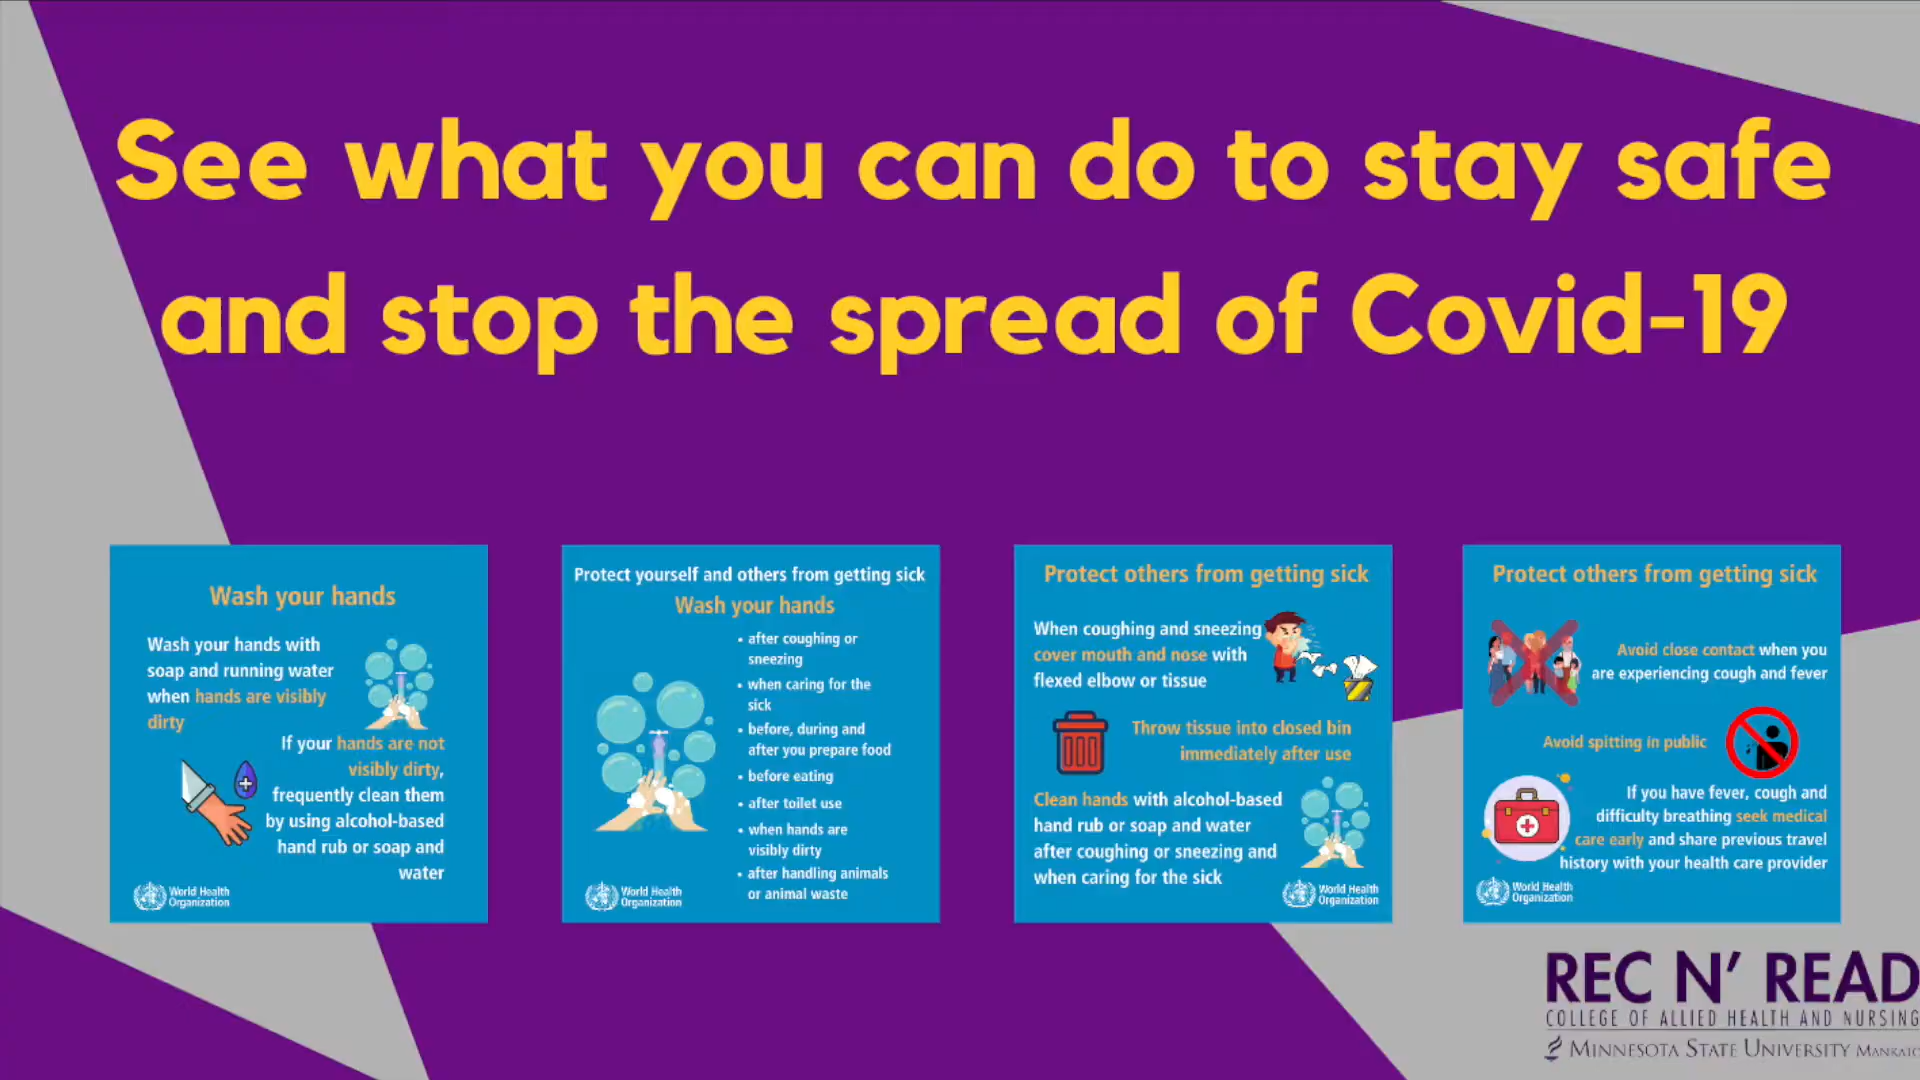 See what you can do to stay safe
and stop the spread of Covid-19
Wash your hands
Wash your hands with
soap and running water
when hands are visibly
dirty
If your hands are not
visibly dirty,
frequently clean them
by using alcohol-based
hand rub or soap and
water
World Health
Organization
Protect yourself and others from getting sick
Wash your hands
• after coughing or
sneezing
• when caring for the
sick
• before, during and
after you prepare food
• before eating
• after toilet use
• when hands are
visibly dirty
• after handling animals
or animal waste
World Health
Organization
Protect others from getting sick
When coughing and sneezing
cover mouth and nose with
flexed elbow or tissue
Throw tissue into closed bin
immediately after use
Clean hands with alcohol-based
hand rub or soap and water
after coughing or sneezing and
when caring for the sick
World Health
Organization
Protect others from getting sick
Avoid close contact when you
are experiencing cough and fever
Avoid spitting in public
If you have fever, cough and
difficulty breathing seek medical
care early and share previous travel
history with your health care provider
World Health
Organization
REC N' READ
COLLEGE OF ALLIED HEALTH AND NURSING
MINNESOTA STATE UNIVERSITY MANKATO